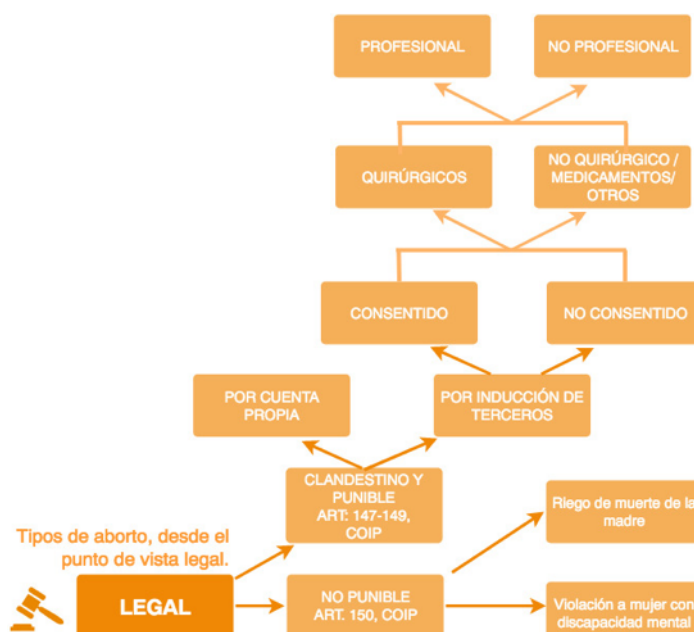 PROFESIONAL
NO PROFESIONAL
QUIRÚRGICOS
NO QUIRÚRGICO /
MEDICAMENTOS/
OTROS
CONSENTIDO
NO CONSENTIDO
POR CUENTA
PROPIA
POR INDUCCIÓN DE
TERCEROS
CLANDESTINO Y
PUNIBLE
ART: 147-149,
COIP
Riego de muerte de la
madre
Tipos de aborto, desde el
punto de vista legal.
LEGAL
NO PUNIBLE
ART. 150, COIP
Violación a mujer con
discapacidad mental